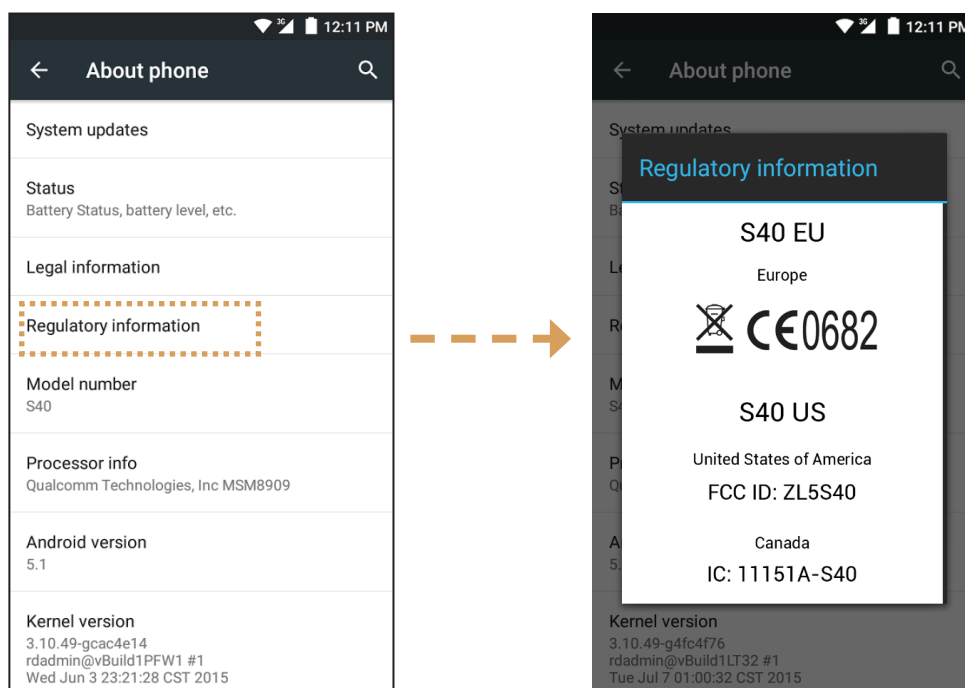 3G 12:11 PM
About phone
System updates
Status
Battery Status, battery level, etc.
Legal information
Regulatory information
Model number
S40
Processor info
Qualcomm Technologies, Inc MSM8909
Android version
5.1
Kernel version
3.10.49-gcac4e14
rdadmin@vBuild1PFW1 #1
Wed Jun 3 23:21:28 CST 2015
3G 12:11 PM
About phone
System updates
Regulatory information
S40 EU
Europe
CE0682
S40 US
United States of America
FCC ID: ZL5S40
Canada
IC: 11151A-S40
Kernel version
3.10.49-g4fc4f76
rdadmin@vBuild1LT32 #1
Tue Jul 7 01:00:32 CST 2015